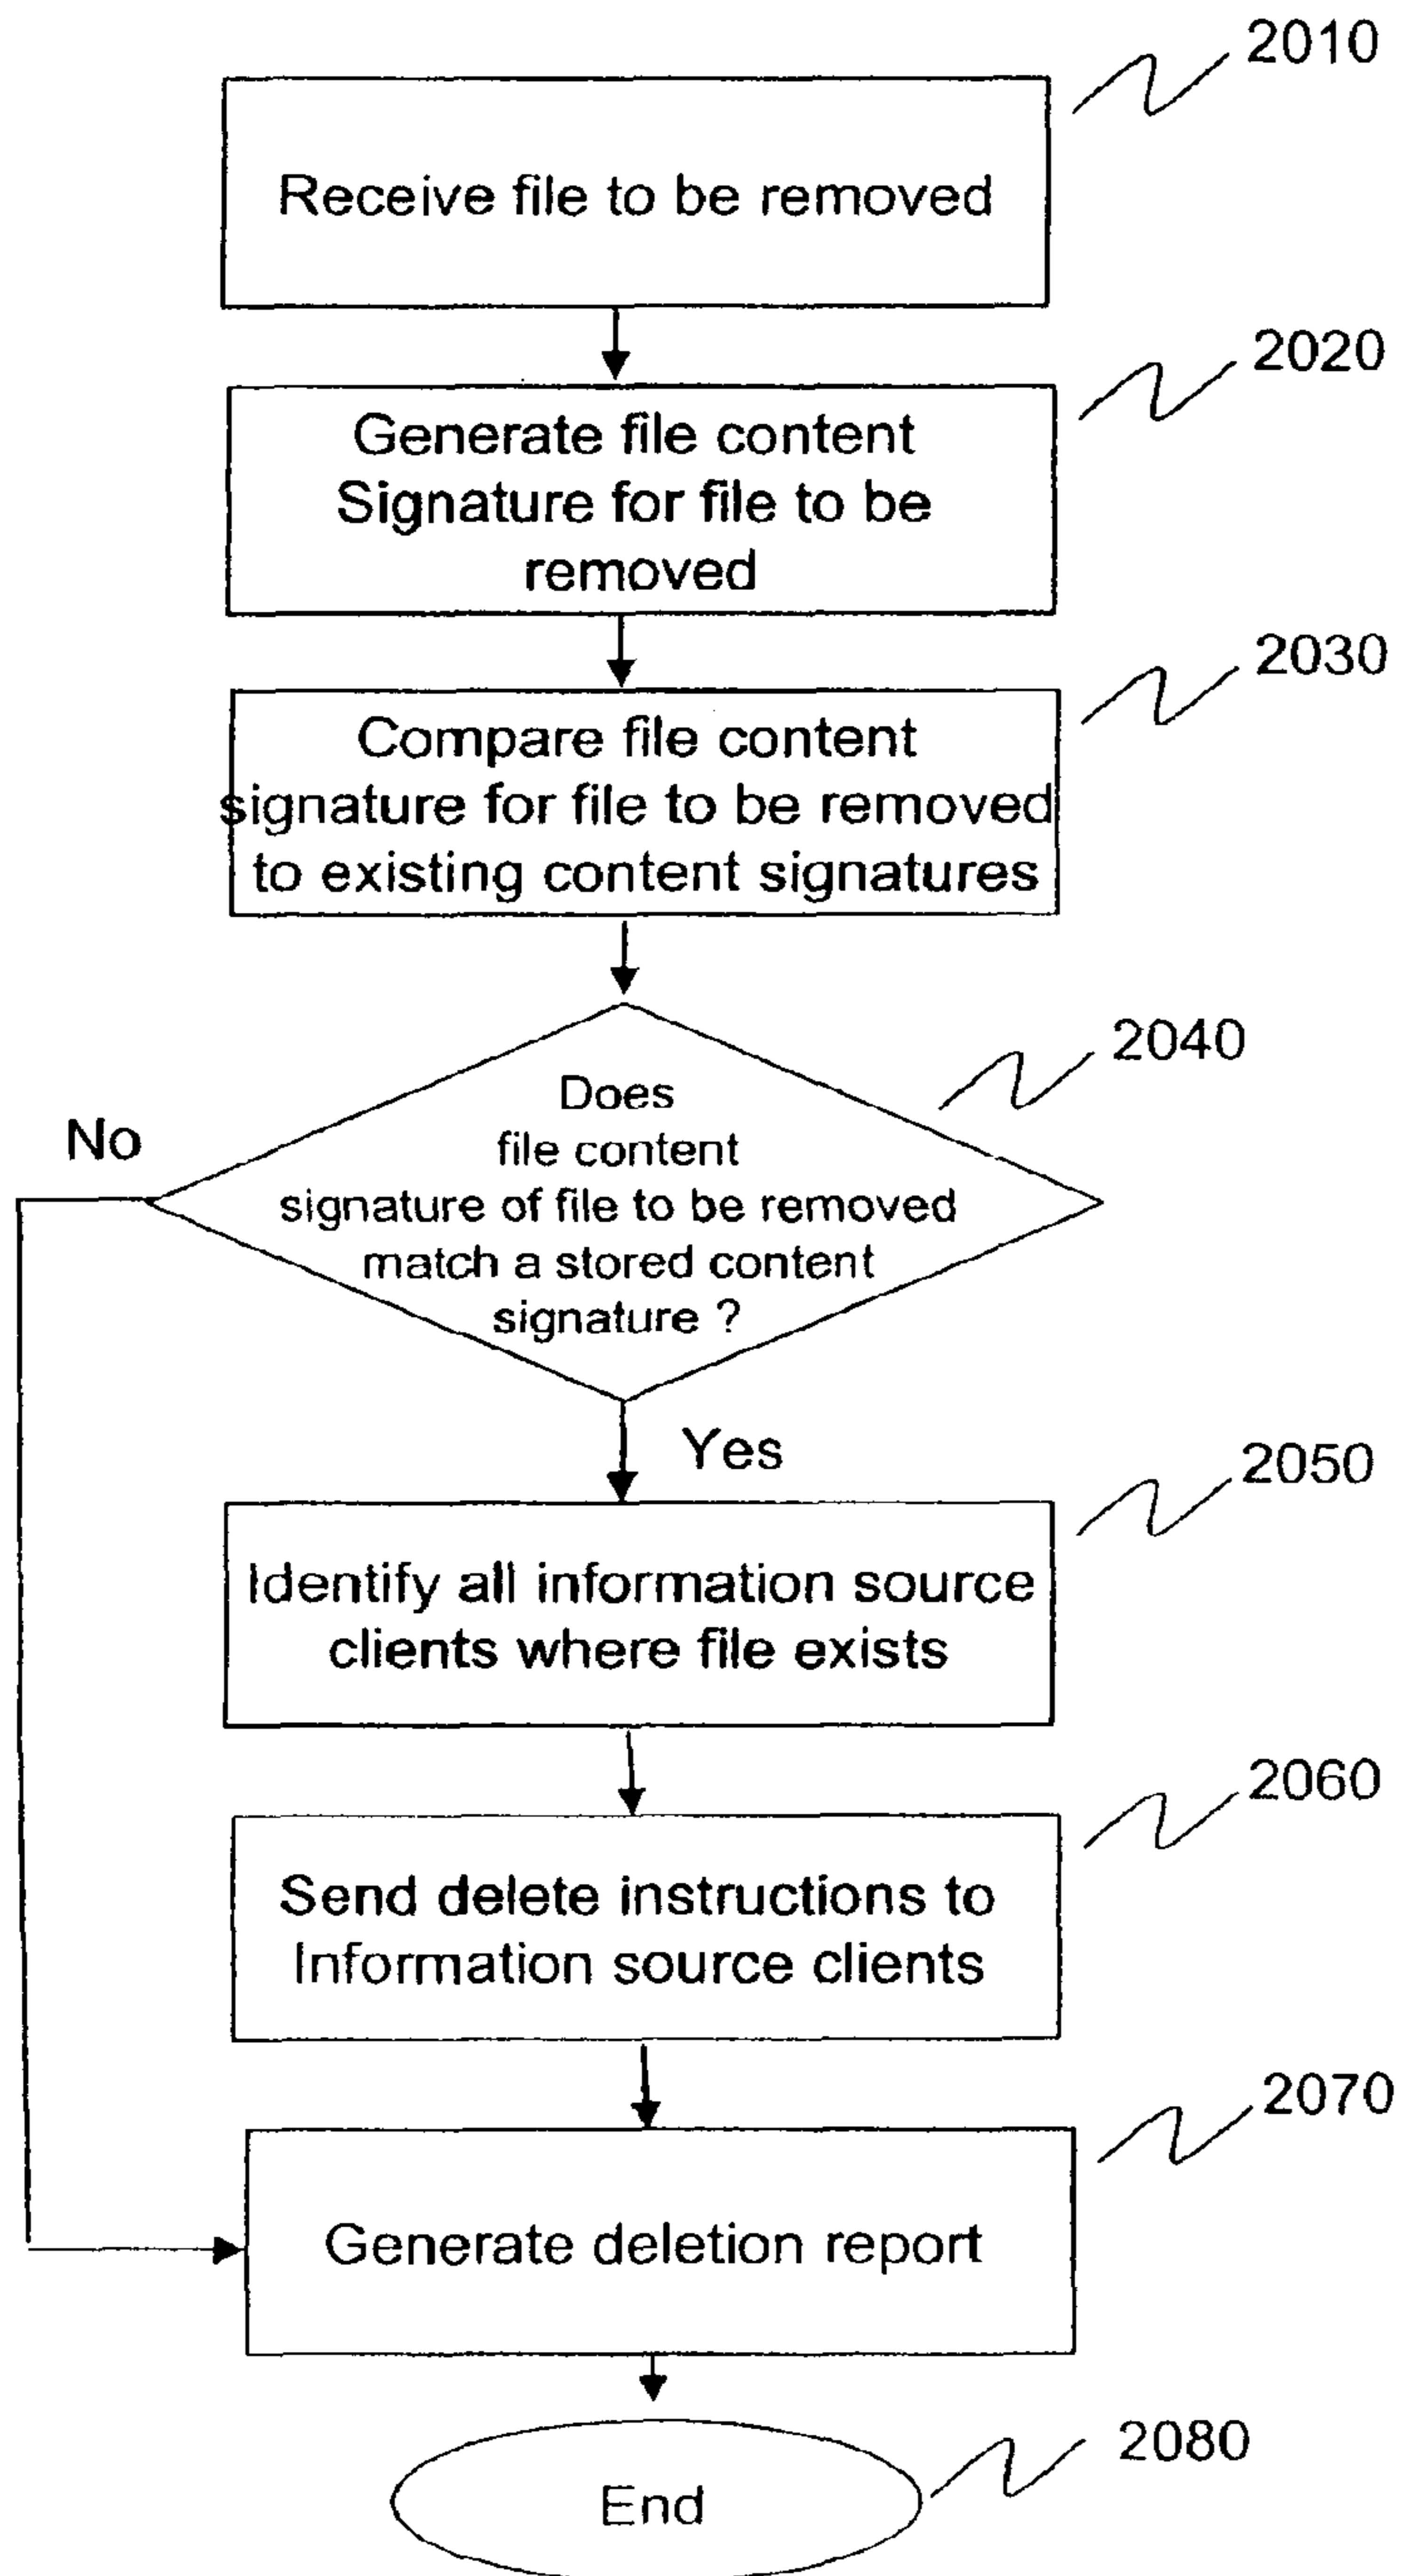 2010
Receive file to be removed
2020
Generate file content
Signature for file to be
removed
2030
Compare file content
signature for file to be removed
to existing content signatures
2040
Does
file content
signature of file to be removed
match a stored content
signature ?
No
Yes
2050
Identify all information source
clients where file exists
2060
Send delete instructions to
Information source clients
2070
Generate deletion report
2080
End